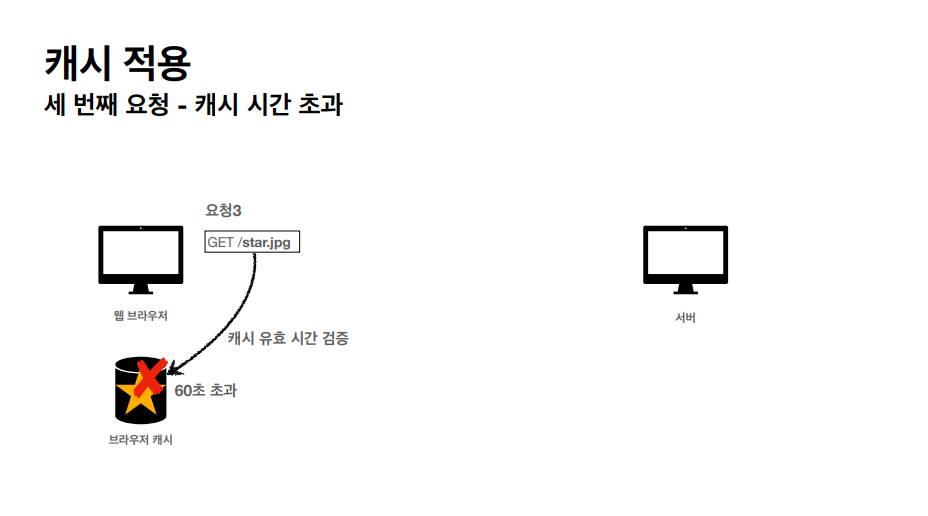 캐시 적용
세 번째 요청 - 캐시 시간 초과
요청3
GET /star.jpg
웹 브라우저
서버
캐시 유효 시간 검증
60초 초과
브라우저 캐시